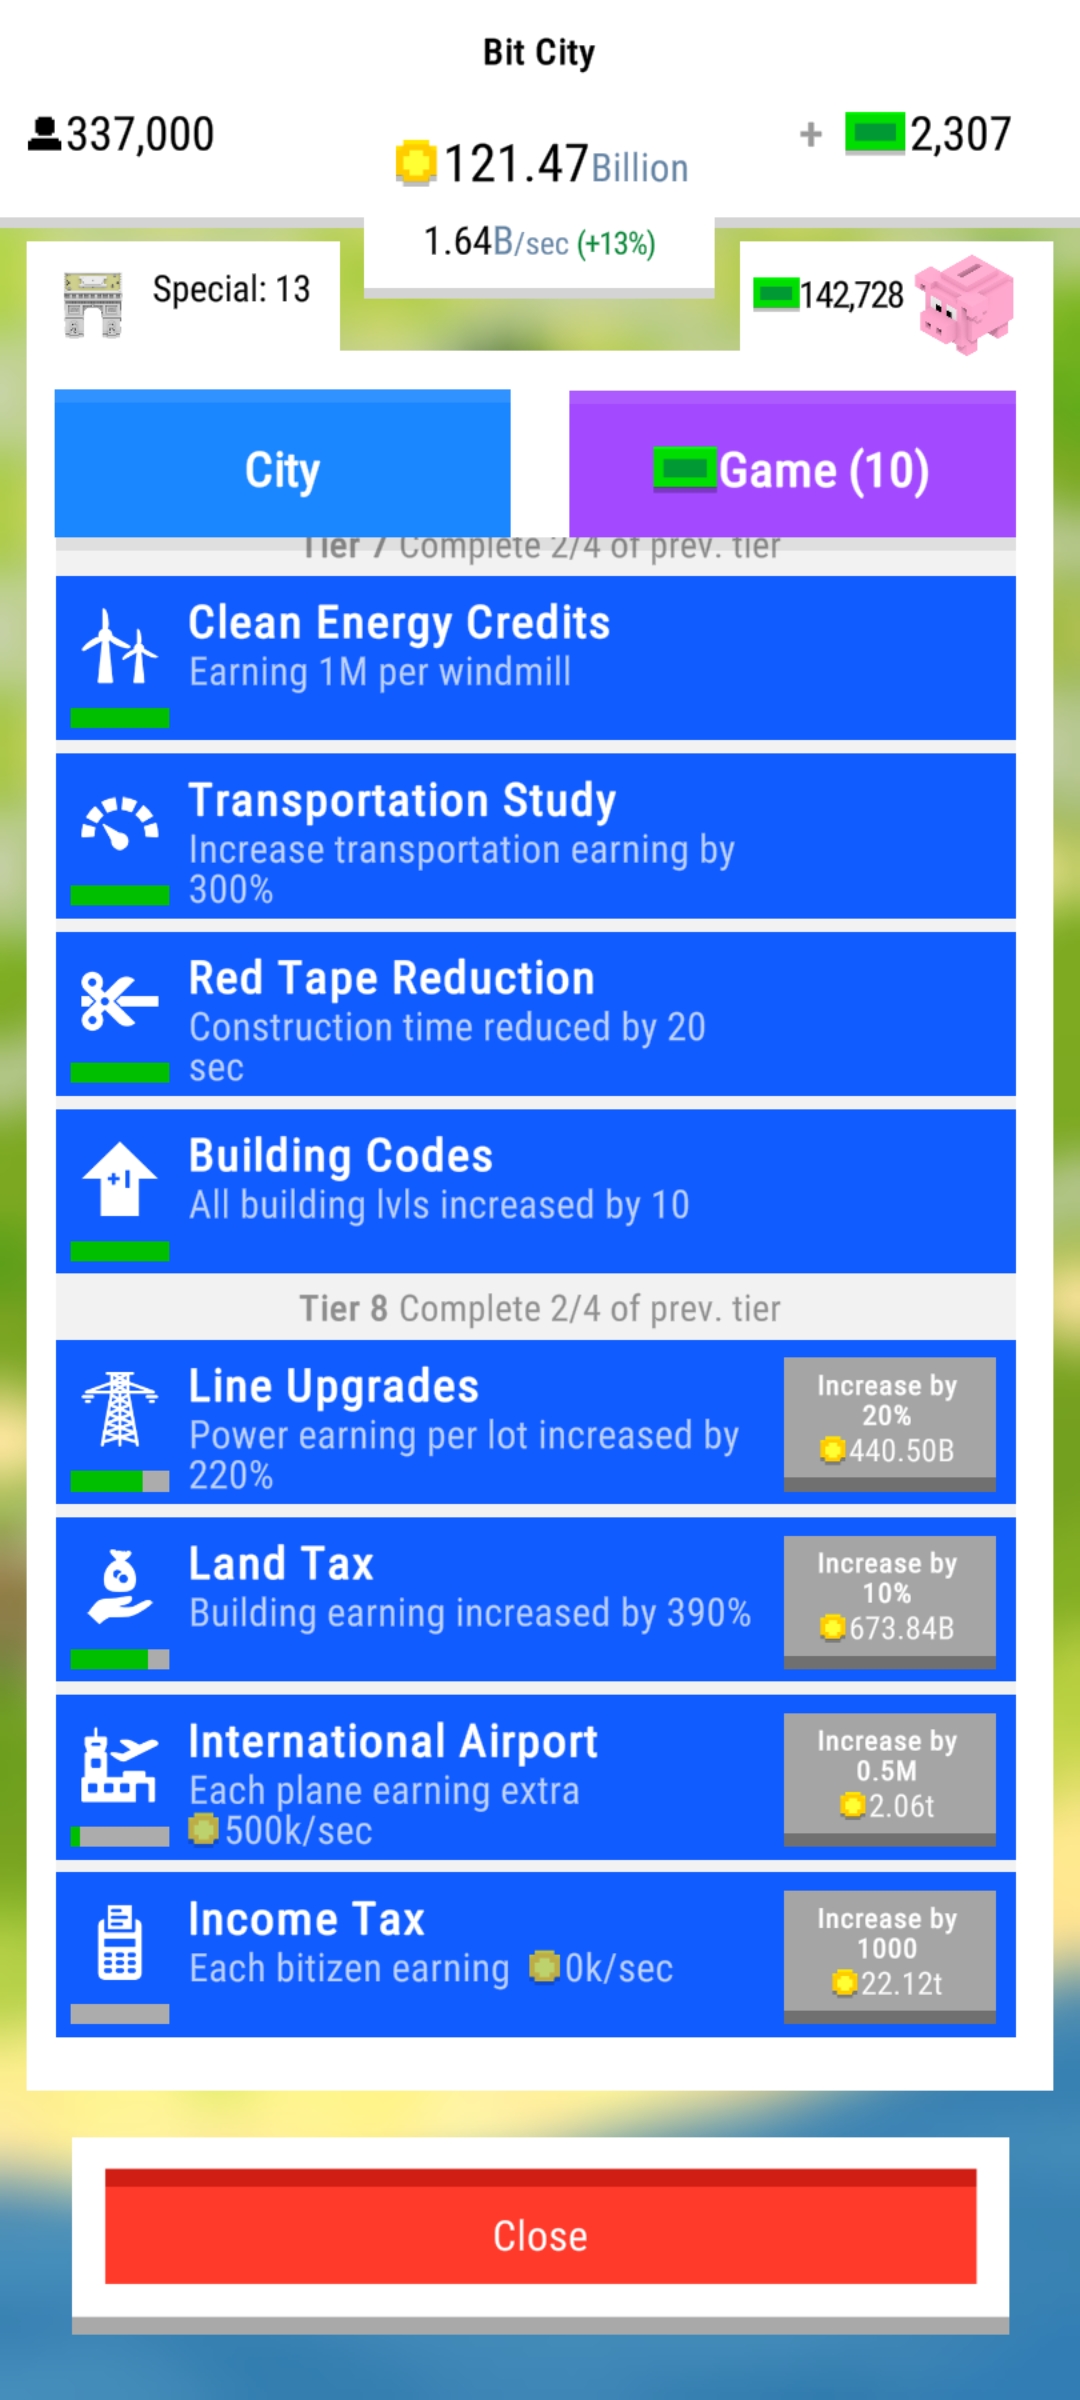 Bit City
337,000
121.47Billion
+ 2,307
1.64B/sec (+13%)
Special: 13
142,728
City
Game (10)
Tier 7 Complete 2/4 of prev. tier
Clean Energy Credits
Earning 1M per windmill
Transportation Study
Increase transportation earning by
300%
Red Tape Reduction
Construction time reduced by 20
sec
+1
Building Codes
All building lvls increased by 10
Tier 8 Complete 2/4 of prev. tier
Line Upgrades
Power earning per lot increased by
220%
Increase by
20%
440.50B
Land Tax
Building earning increased by 390%
Increase by
10%
673.84B
International Airport
Each plane earning extra
500k/sec
Increase by
0.5M
2.06t
Income Tax
Each bitizen earning 0k/sec
Increase by
1000
22.12t
Close